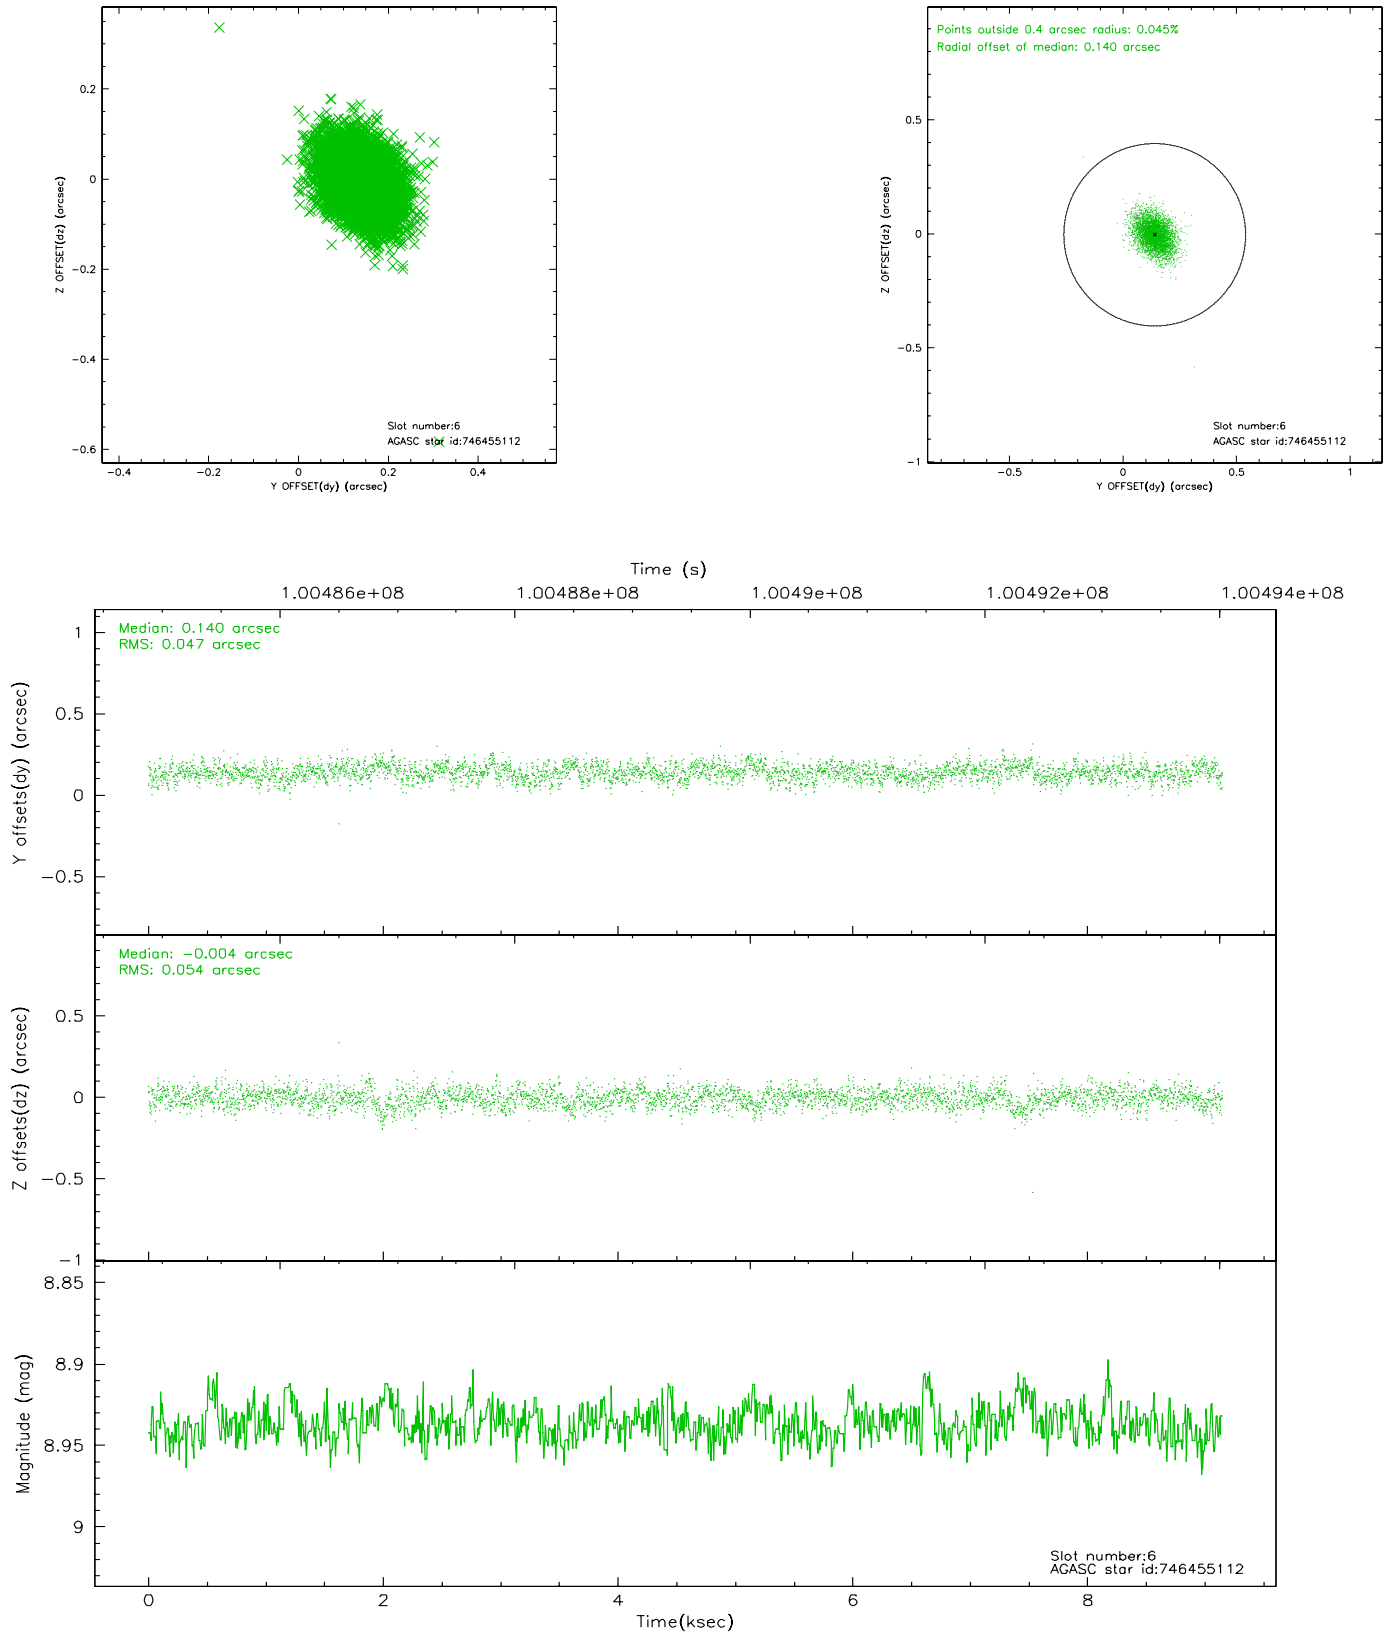 0.2
0
−0.2
−0.4
−0.6
Z OFFSET(dz) (arcsec)
−0.4
−0.2
0
0.2
0.4
Y OFFSET(dy) (arcsec)
Slot number:6
AGASC star id:746455112
Points outside 0.4 arcsec radius: 0.045%
Radial offset of median: 0.140 arcsec
0.5
0
−0.5
−1
Z OFFSET(dz) (arcsec)
−0.5
0
0.5
1
Y OFFSET(dy) (arcsec)
Slot number:6
AGASC star id:746455112
Time (s)
1.00486e+08
1.00488e+08
1.0049e+08
1.00492e+08
1.00494e+08
Median: 0.140 arcsec
RMS: 0.047 arcsec
1
0.5
0
−0.5
Y offsets(dy) (arcsec)
Median: −0.004 arcsec
RMS: 0.054 arcsec
0.5
0
−0.5
−1
Z offsets(dz) (arcsec)
8.85
8.9
8.95
9
Magnitude (mag)
Slot number:6
AGASC star id:746455112
0
2
4
6
8
Time(ksec)